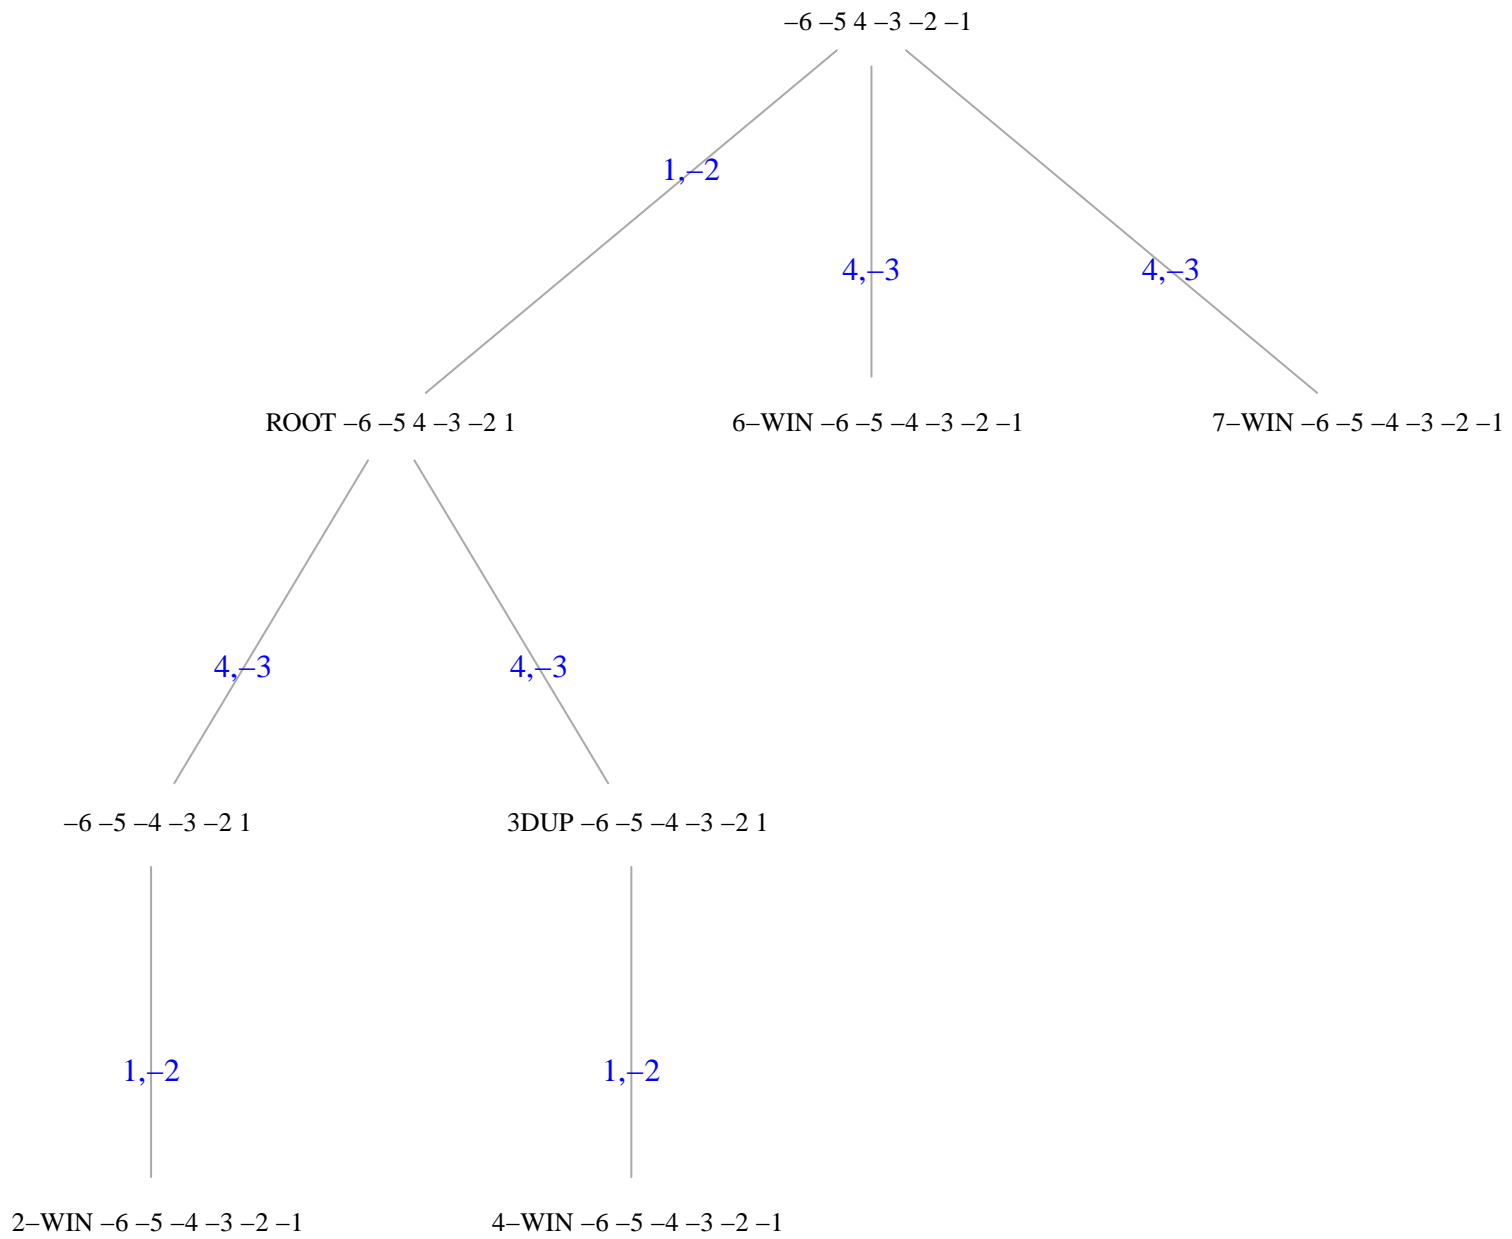 –6 –5 4 –3 –2 –1
1,–2
4,–3
4,–3
ROOT –6 –5 4 –3 –2 1
6–WIN –6 –5 –4 –3 –2 –1
7–WIN –6 –5 –4 –3 –2 –1
4,–3
4,–3
–6 –5 –4 –3 –2 1
3DUP –6 –5 –4 –3 –2 1
1,–2
1,–2
2–WIN –6 –5 –4 –3 –2 –1
4–WIN –6 –5 –4 –3 –2 –1